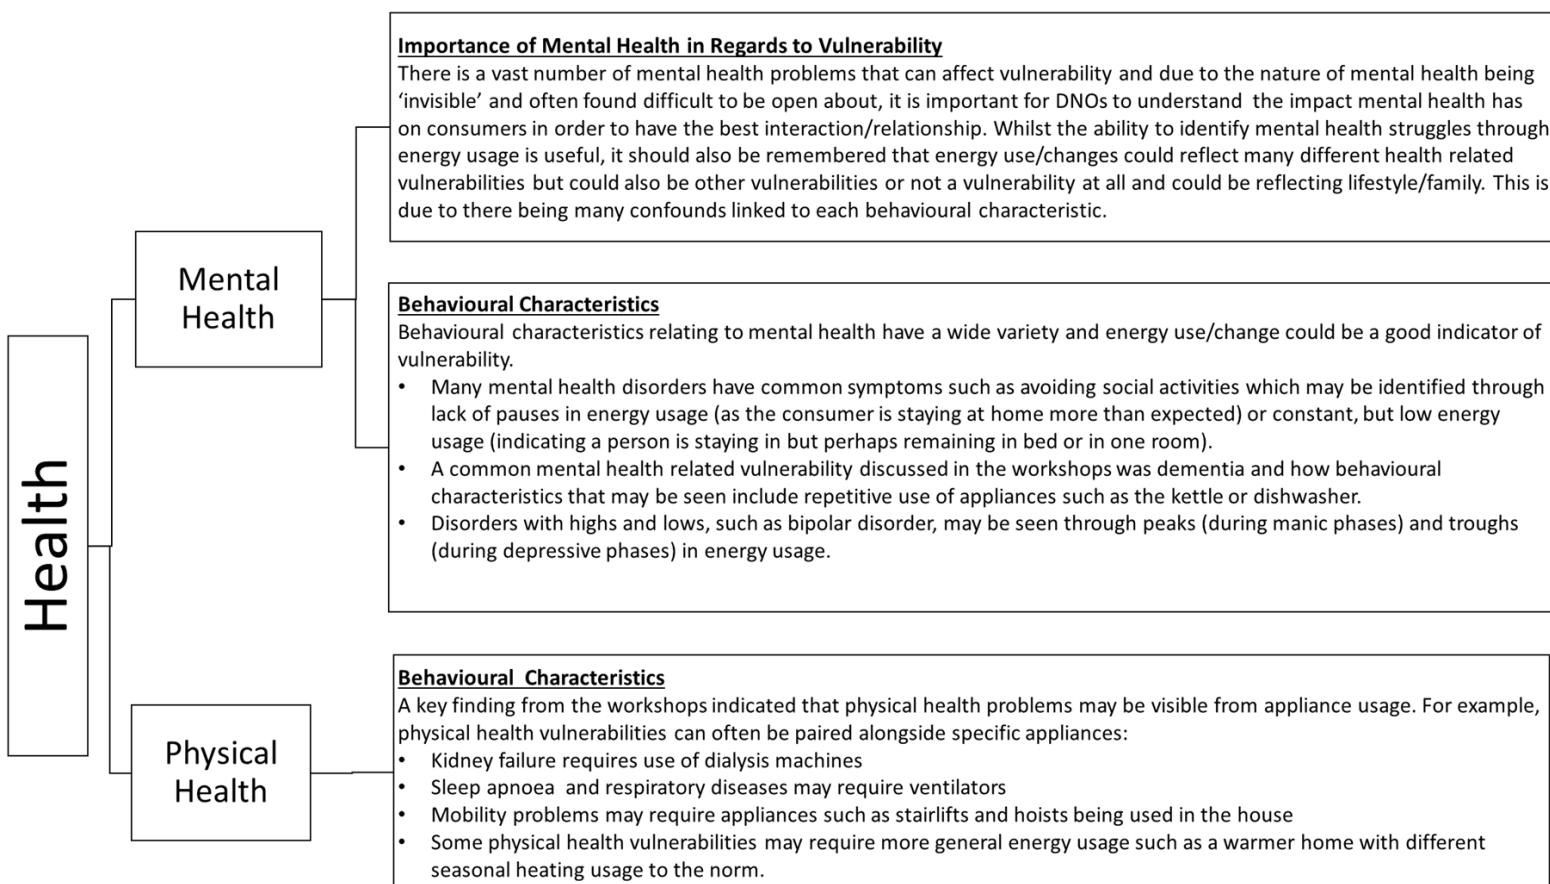 Health
Mental
Health
Importance of Mental Health in Regards to Vulnerability
There is a vast number of mental health problems that can affect vulnerability and due to the nature of mental health being
‘invisible’ and often found difficult to be open about, it is important for DNOs to understand the impact mental health has
on consumers in order to have the best interaction/relationship. Whilst the ability to identify mental health struggles through
energy usage is useful, it should also be remembered that energy use/changes could reflect many different health related
vulnerabilities but could also be other vulnerabilities or not a vulnerability at all and could be reflecting lifestyle/family. This is
due to there being many confounds linked to each behavioural characteristic.
Behavioural Characteristics
Behavioural characteristics relating to mental health have a wide variety and energy use/change could be a good indicator of
vulnerability.
• Many mental health disorders have common symptoms such as avoiding social activities which may be identified through
lack of pauses in energy usage (as the consumer is staying at home more than expected) or constant, but low energy
usage (indicating a person is staying in but perhaps remaining in bed or in one room).
• A common mental health related vulnerability discussed in the workshops was dementia and how behavioural
characteristics that may be seen include repetitive use of appliances such as the kettle or dishwasher.
• Disorders with highs and lows, such as bipolar disorder, may be seen through peaks (during manic phases) and troughs
(during depressive phases) in energy usage.
Physical
Health
Behavioural Characteristics
A key finding from the workshops indicated that physical health problems may be visible from appliance usage. For example,
physical health vulnerabilities can often be paired alongside specific appliances:
• Kidney failure requires use of dialysis machines
• Sleep apnoea and respiratory diseases may require ventilators
• Mobility problems may require appliances such as stairlifts and hoists being used in the house
• Some physical health vulnerabilities may require more general energy usage such as a warmer home with different
seasonal heating usage to the norm.